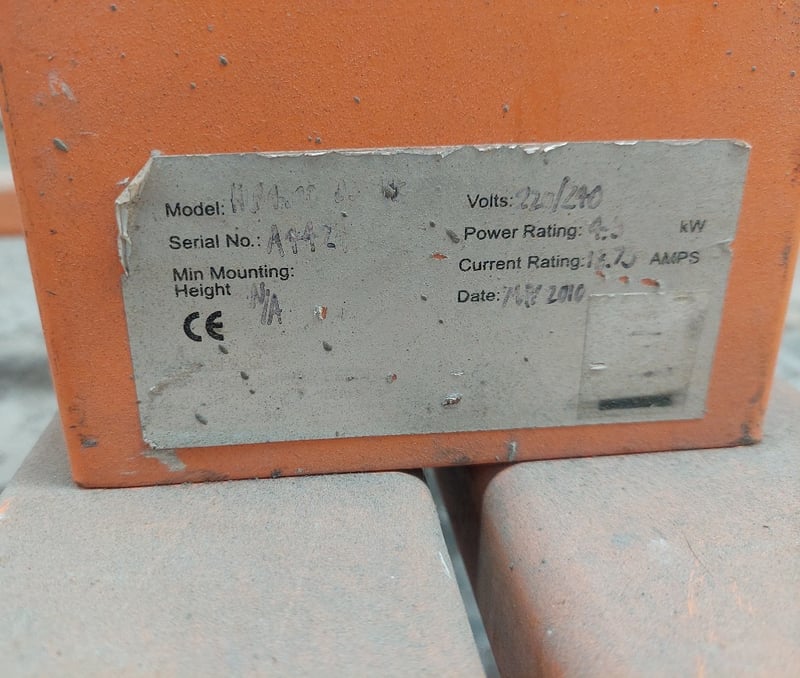 Model:
Serial No.:
Min Mounting:
Height N/A
CE
Volts: 220/240
Power Rating: kW
Current Rating: AMPS
Date: 2010